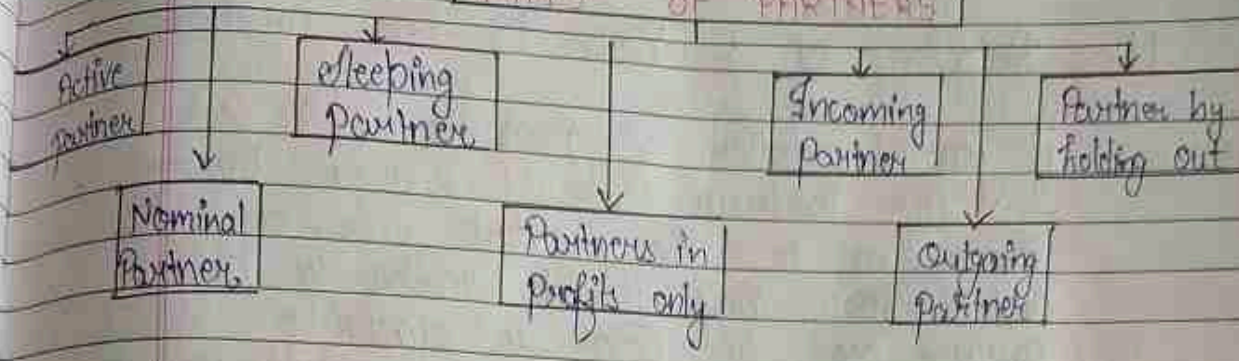 OF PARTNERS
Active
partner
Sleeping
Partner
Incoming
Partner
Partner by
holding out
Nominal
Partner.
Partners in
Profits only
Outgoing
partner